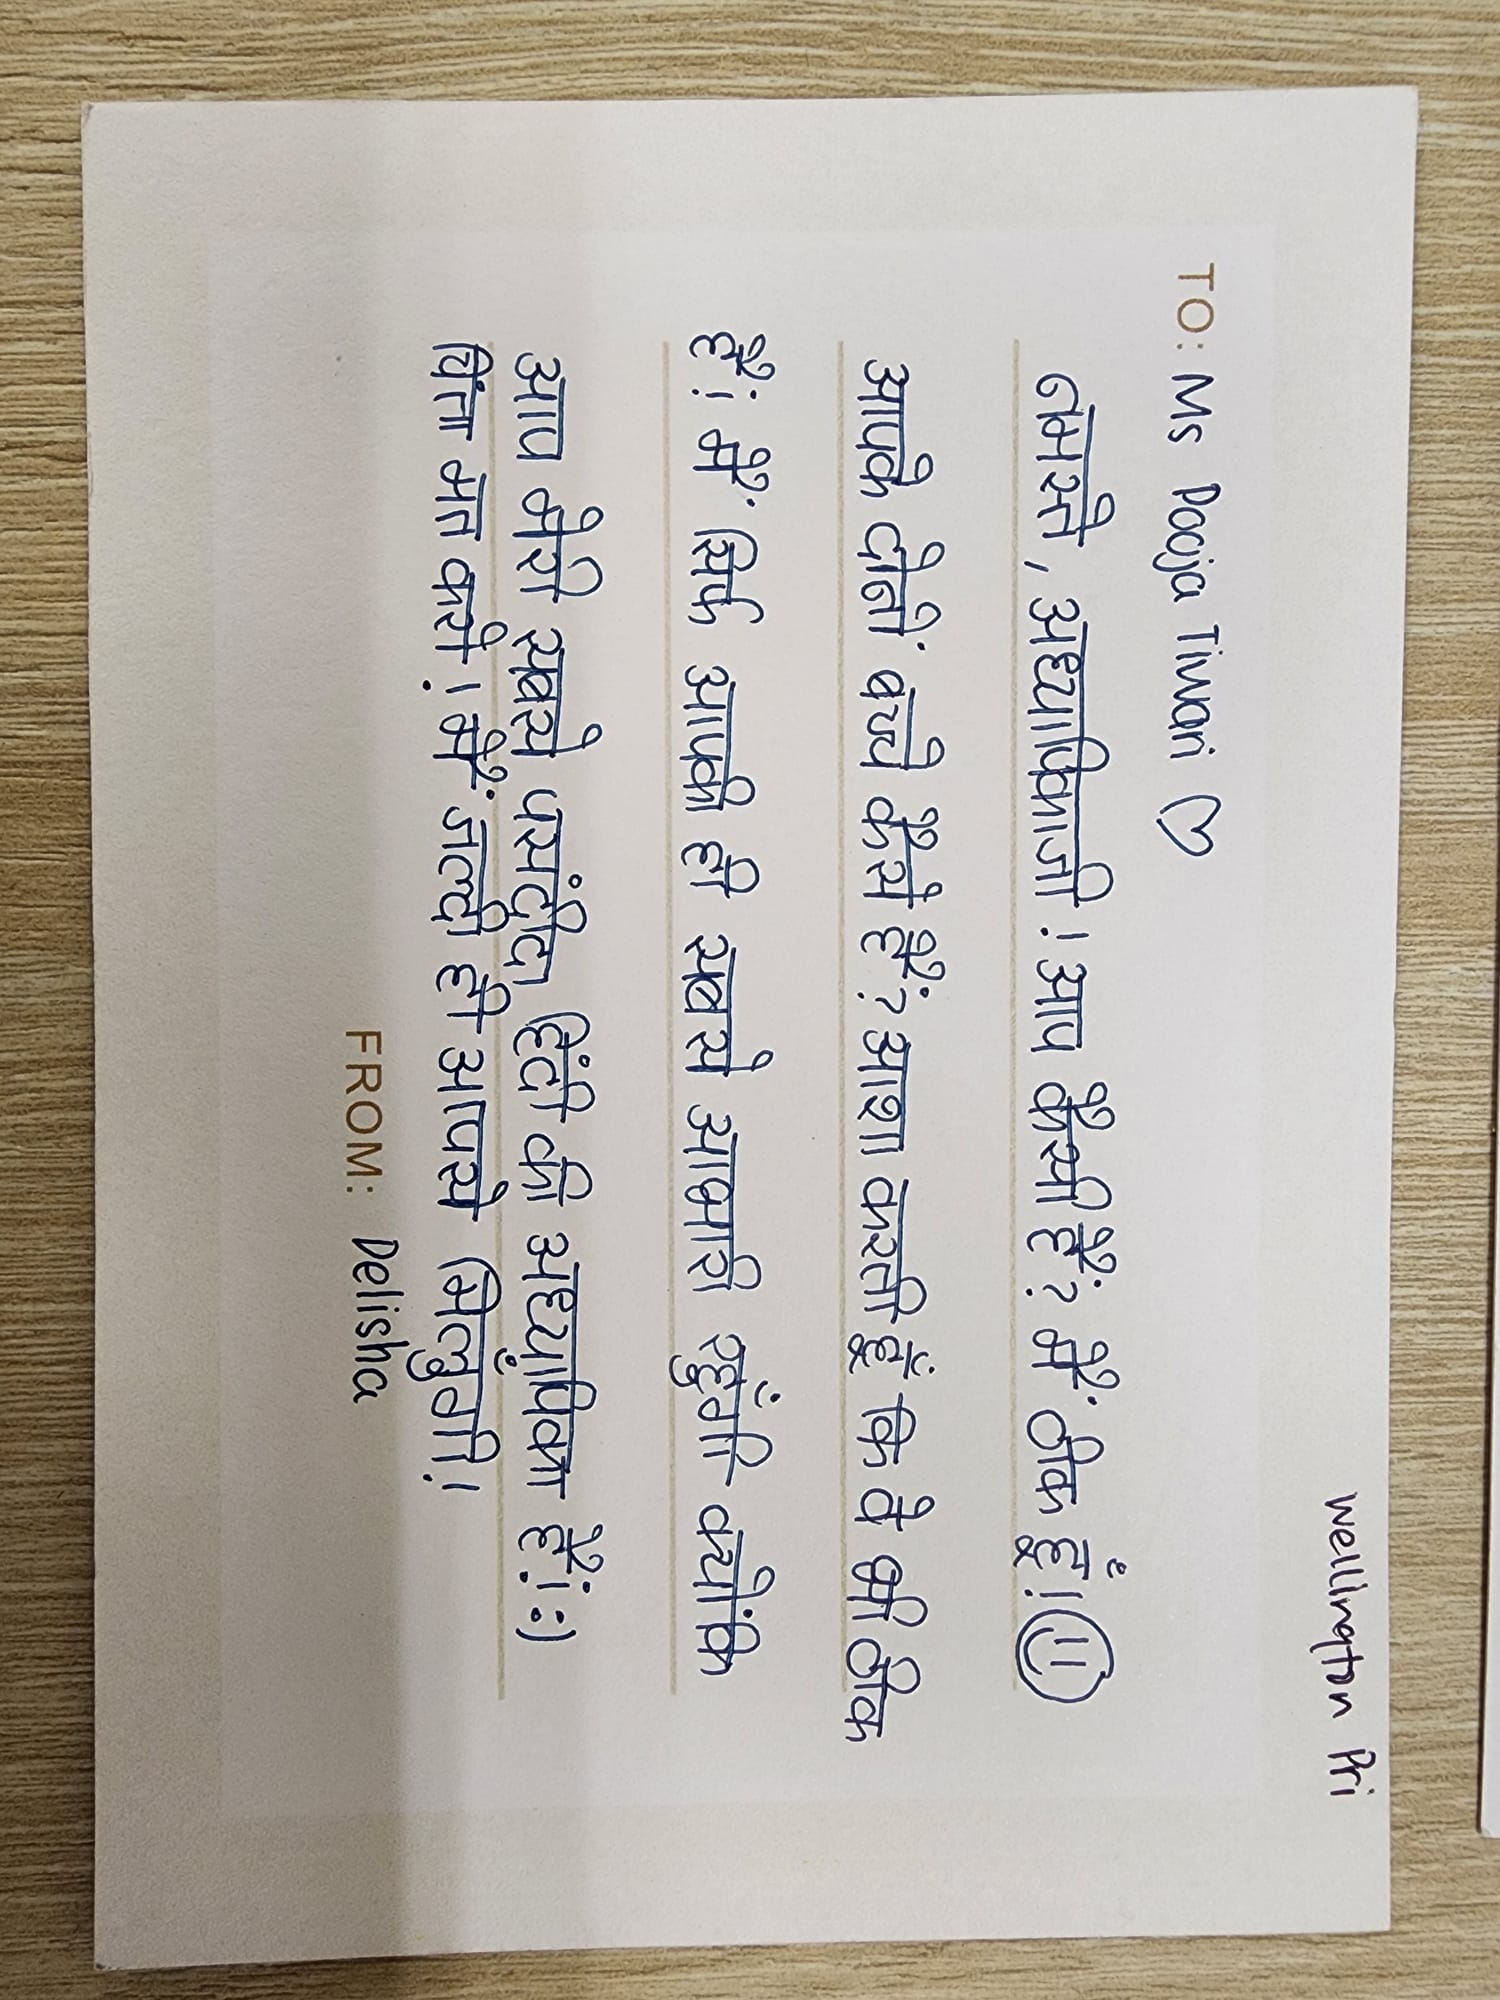 Wellington Pri
TO: Ms Pooja Tiwari ♡
नमस्ते, अध्यापिकाजी! आप कैसी हैं? मैं ठीक हूँ!
आपके दोनों बच्चे कैसे हैं? आशा करती हूँ कि वे भी ठीक
हैं! मैं सिर्फ आपकी ही सबसे आभारी रहूँगी क्योंकि
आप मेरी सबसे पसंदीदा हिंदी की अध्यापिका हैं! :)
चिंता मत करो! मैं जल्दी ही आपसे मिलूँगी!
FROM: Delisha